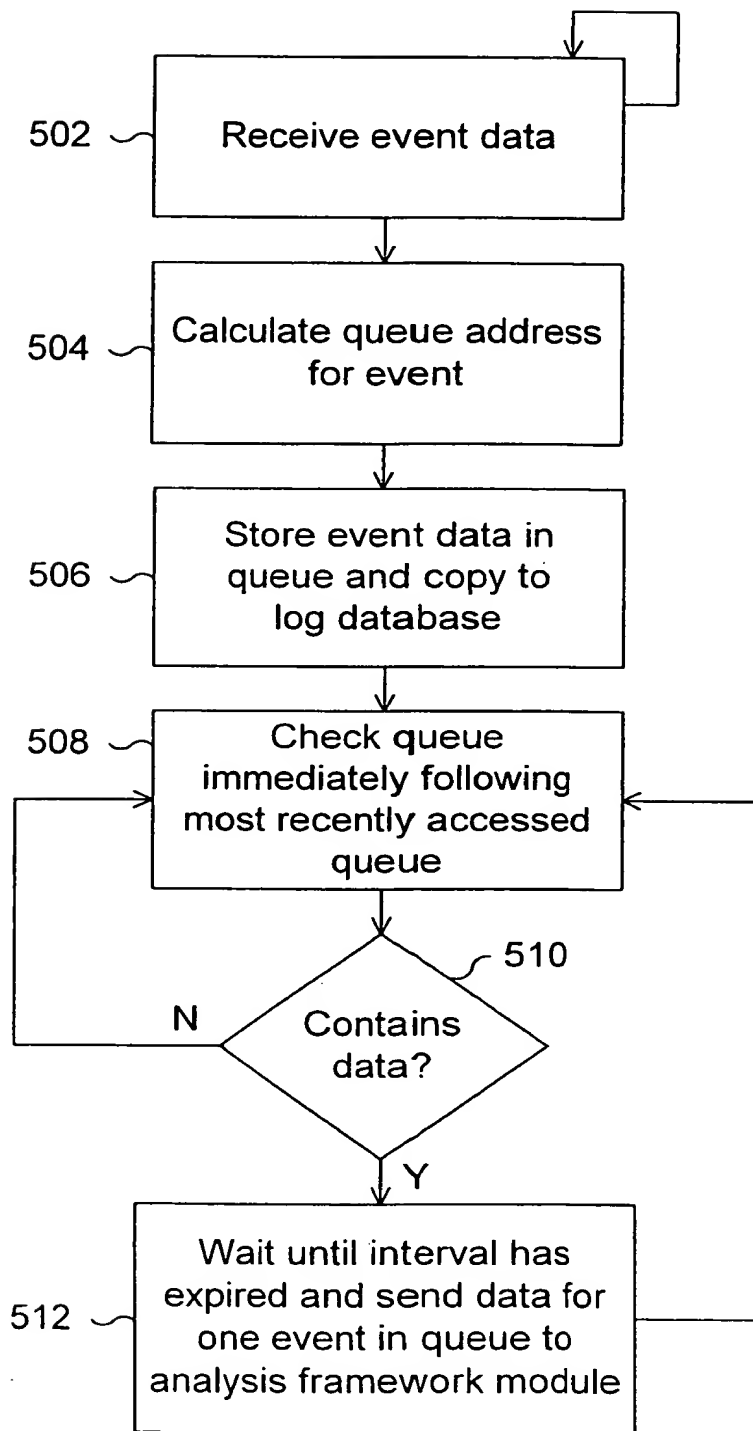 502
Receive event data
504
Calculate queue address
for event
506
Store event data in
queue and copy to
log database
508
Check queue
immediately following
most recently accessed
queue
510
N
Contains
data?
Y
512
Wait until interval has
expired and send data for
one event in queue to
analysis framework module